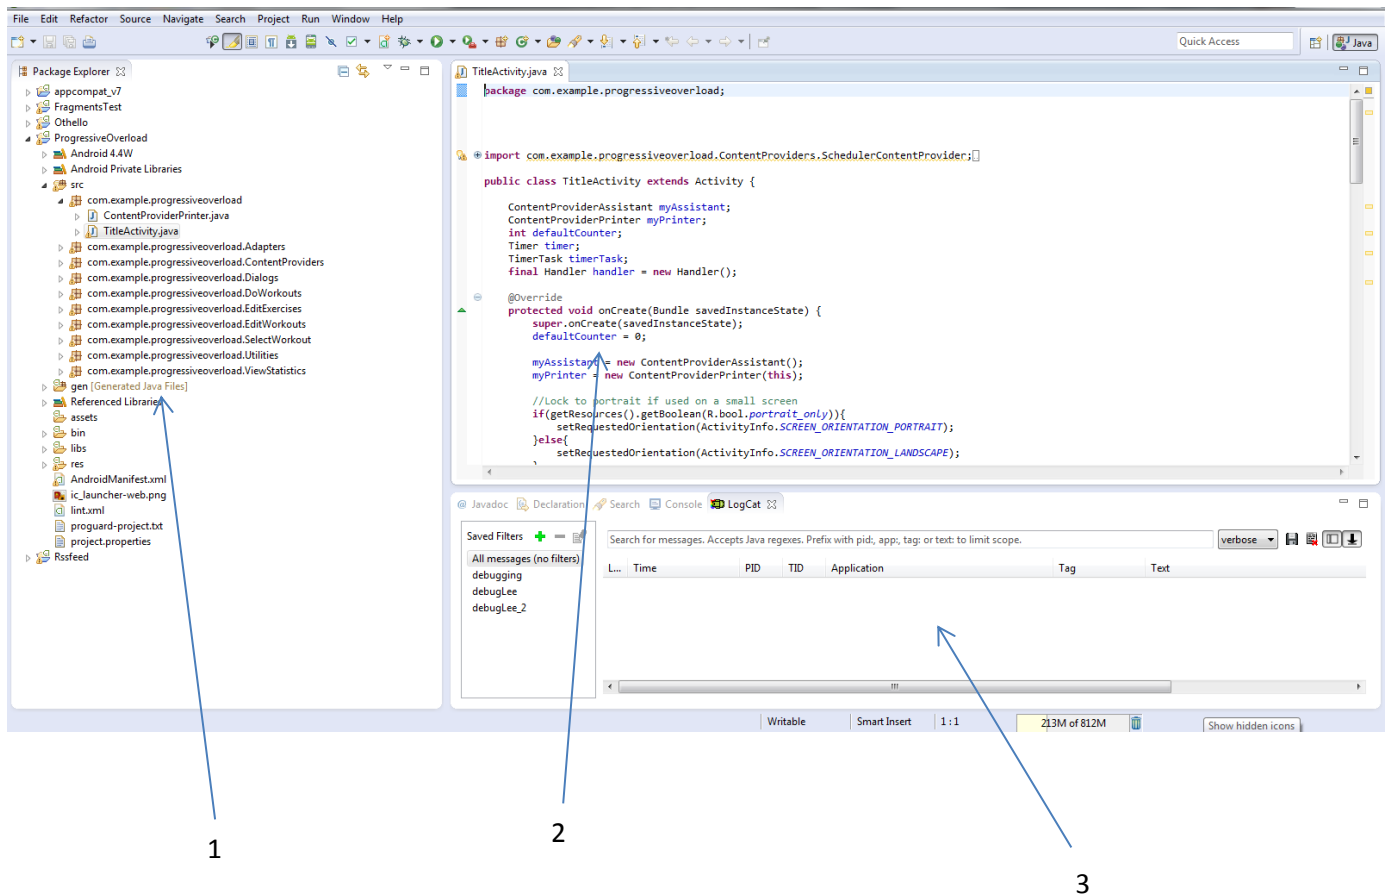 File Edit Refactor Source Navigate Search Project Run Window Help
Quick Access
Java
Package Explorer
appcompat_v7
FragmentsTest
Othello
ProgressiveOverload
Android 4.4W
Android Private Libraries
src
com.example.progressiveoverload
ContentProviderPrinter.java
TitleActivity.java
com.example.progressiveoverload.Adapters
com.example.progressiveoverload.ContentProviders
com.example.progressiveoverload.Dialogs
com.example.progressiveoverload.DoWorkouts
com.example.progressiveoverload.EditExercises
com.example.progressiveoverload.EditWorkouts
com.example.progressiveoverload.SelectWorkout
com.example.progressiveoverload.Utilities
com.example.progressiveoverload.ViewStatistics
gen [Generated Java Files]
Referenced Libraries
assets
bin
libs
res
AndroidManifest.xml
ic_launcher-web.png
lint.xml
proguard-project.txt
project.properties
Rssfeed
TitleActivity.java
package com.example.progressiveoverload;
import com.example.progressiveoverload.ContentProviders.SchedulerContentProvider;
public class TitleActivity extends Activity {
ContentProviderAssistant myAssistant;
ContentProviderPrinter myPrinter;
int defaultCounter;
Timer timer;
TimerTask timerTask;
final Handler handler = new Handler();
@Override
protected void onCreate(Bundle savedInstanceState) {
super.onCreate(savedInstanceState);
defaultCounter = 0;
myAssistant = new ContentProviderAssistant();
myPrinter = new ContentProviderPrinter(this);
//Lock to portrait if used on a small screen
if(getResources().getBoolean(R.bool.portrait_only)){
setRequestedOrientation(ActivityInfo.SCREEN_ORIENTATION_PORTRAIT);
}else{
setRequestedOrientation(ActivityInfo.SCREEN_ORIENTATION_LANDSCAPE);
@ Javadoc Declaration Search Console LogCat
Saved Filters
All messages (no filters)
debugging
debugLee
debugLee_2
Search for messages. Accepts Java regexes. Prefix with pid:, app:, tag: or text: to limit scope.
verbose
L... Time PID TID Application Tag Text
Writable Smart Insert 1 : 1 213M of 812M Show hidden icons
1
2
3